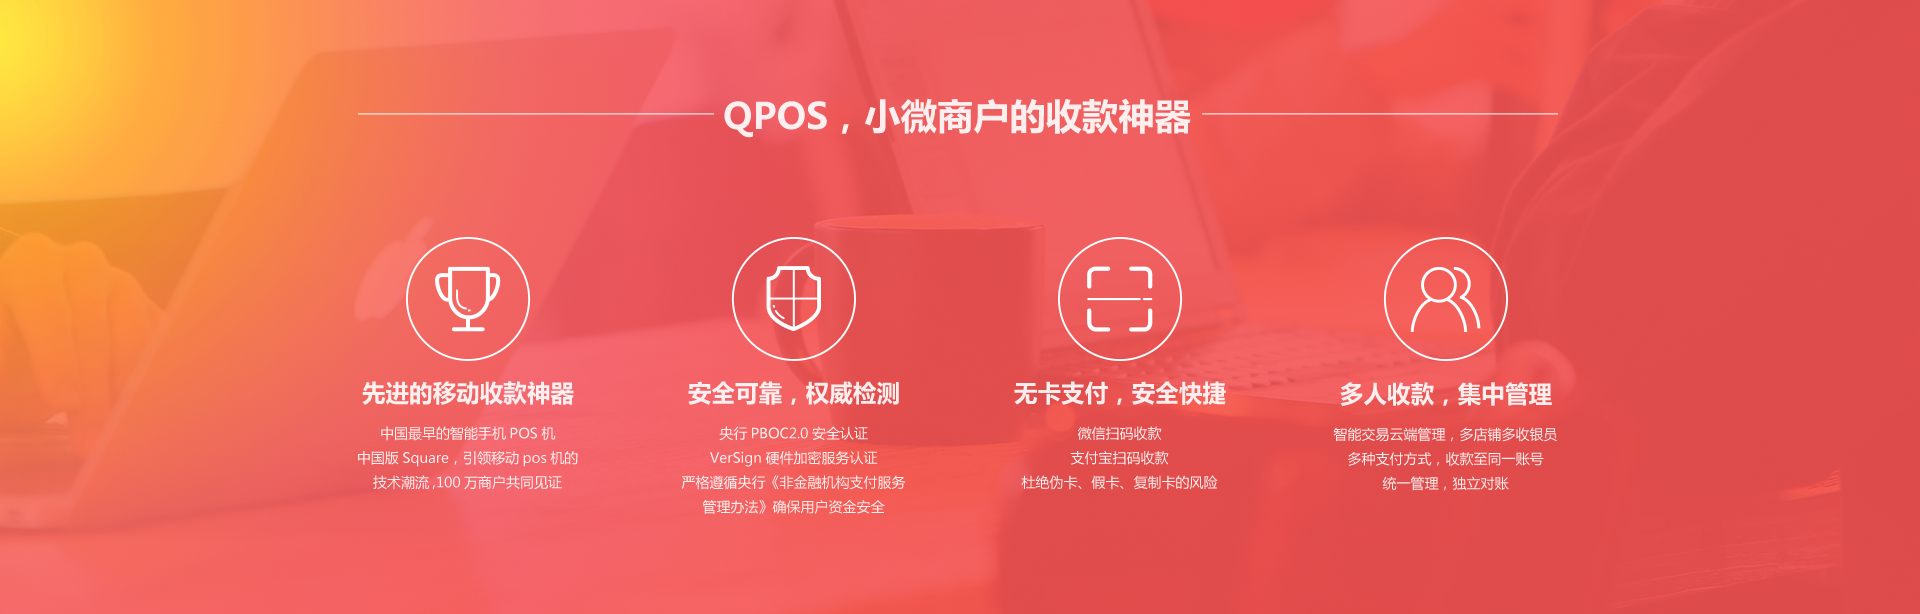 QPOS，小微商户的收款神器
先进的移动收款神器
中国最早的智能手机 POS 机
中国版 Square，引领移动 pos 机的
技术潮流 ,100 万商户共同见证
安全可靠，权威检测
央行 PBOC2.0 安全认证
VerSign 硬件加密服务认证
严格遵循央行《非金融机构支付服务
管理办法》确保用户资金安全
无卡支付，安全快捷
微信扫码收款
支付宝扫码收款
杜绝伪卡、假卡、复制卡的风险
多人收款，集中管理
智能交易云端管理，多店铺多收银员
多种支付方式，收款至同一账号
统一管理，独立对账